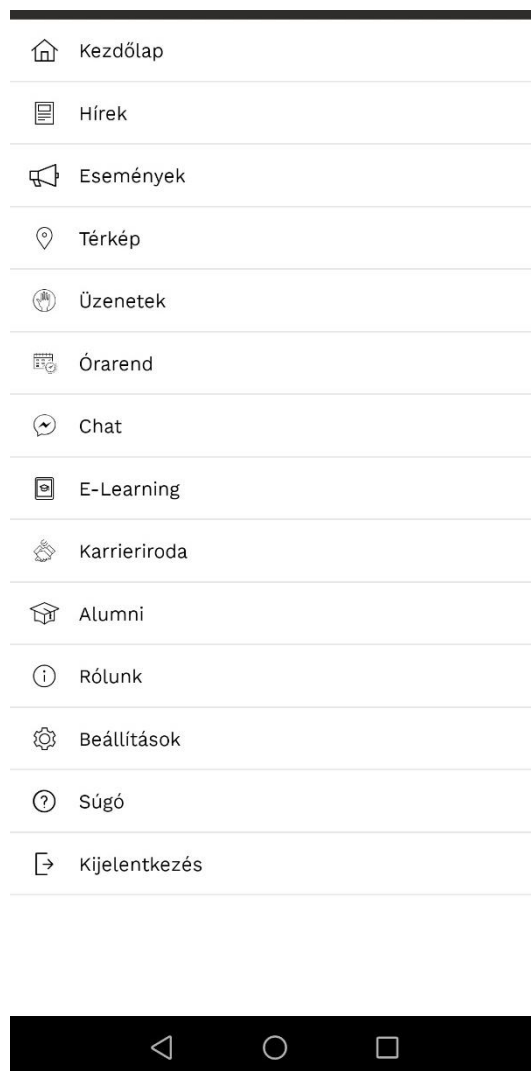 Kezdőlap
Hírek
Események
Térkép
Üzenetek
Órarend
Chat
E-Learning
Karrieriroda
Alumni
Rólunk
Beállítások
Súgó
Kijelentkezés